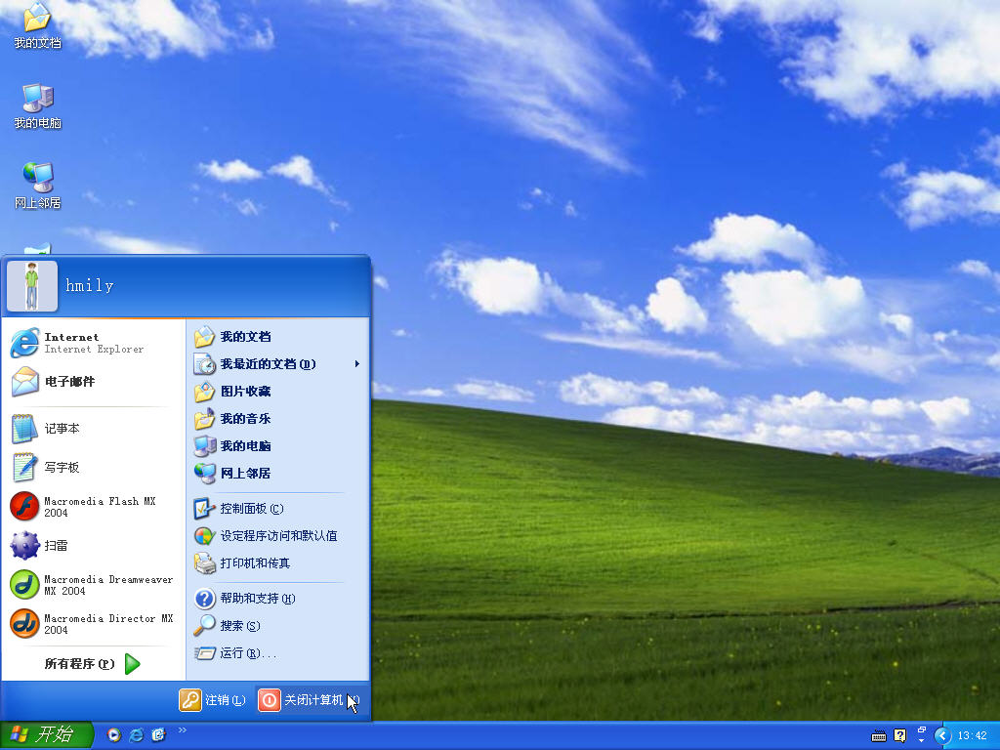 我的文档
我的电脑
网上邻居
hmily
Internet
Internet Explorer
电子邮件
记事本
写字板
Macromedia Flash MX
2004
扫雷
Macromedia Dreamweaver
MX 2004
Macromedia Director MX
2004
所有程序(P)
我的文档
我最近的文档(D)
图片收藏
我的音乐
我的电脑
网上邻居
控制面板(C)
设定程序访问和默认值
打印机和传真
帮助和支持(H)
搜索(S)
运行(R)...
注销(L)
关闭计算机
开始
13:42